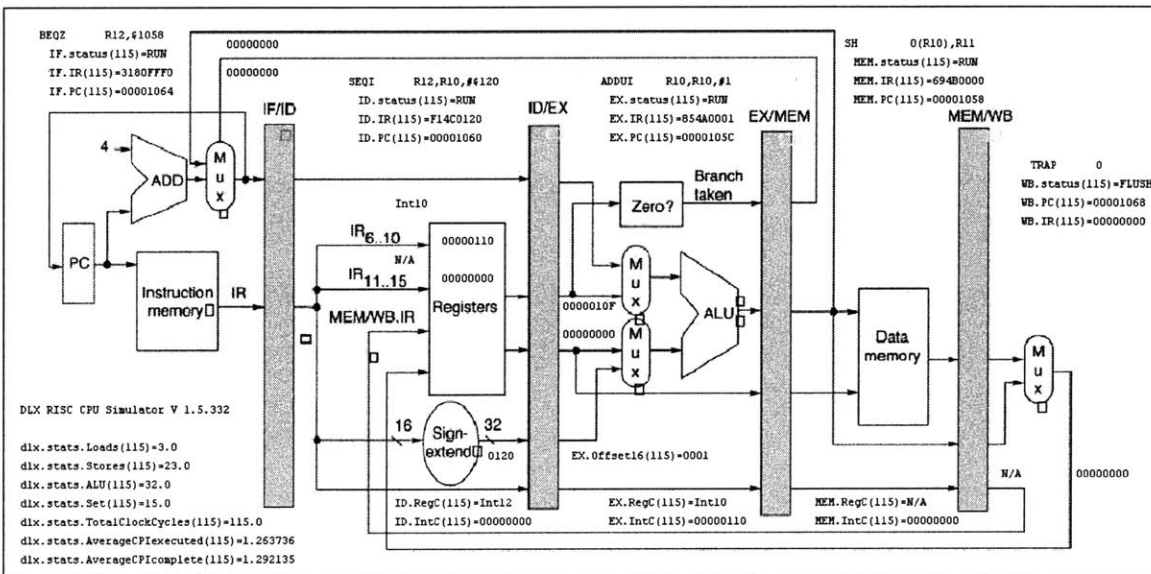 BEQZ R12,$1058
IF.status(115)=RUN
IF.IR(115)=3180FFF0
IF.PC(115)=00001064
00000000
00000000
SEQI R12,R10,#$120
ID.status(115)=RUN
ID.IR(115)=F14C0120
ID.PC(115)=00001060
ADDUI R10,R10,#1
EX.status(115)=RUN
EX.IR(115)=854A0001
EX.PC(115)=0000105C
SH 0(R10),R11
MEM.status(115)=RUN
MEM.IR(115)=694B0000
MEM.PC(115)=00001058
TRAP 0
WB.status(115)=FLUSH
WB.PC(115)=00001068
WB.IR(115)=00000000
IF/ID
ID/EX
EX/MEM
MEM/WB
4
ADD
Mux
PC
Instruction
memory
IR
Int10
IR6..10
N/A
IR11..15
MEM/WB.IR
00000110
00000000
Registers
16
Sign-
extend
32
0120
Zero?
Branch
taken
Mux
0000010F
00000000
Mux
ALU
Data
memory
Mux
EX.Offset16(115)=0001
ID.RegC(115)=Int12
ID.IntC(115)=00000000
EX.RegC(115)=Int10
EX.IntC(115)=00000110
MEM.RegC(115)=N/A
MEM.IntC(115)=00000000
N/A
00000000
DLX RISC CPU Simulator V 1.5.332
dlx.stats.Loads(115)=3.0
dlx.stats.Stores(115)=23.0
dlx.stats.ALU(115)=32.0
dlx.stats.Set(115)=15.0
dlx.stats.TotalClockCycles(115)=115.0
dlx.stats.AverageCPIexecuted(115)=1.263736
dlx.stats.AverageCPIcomplete(115)=1.292135